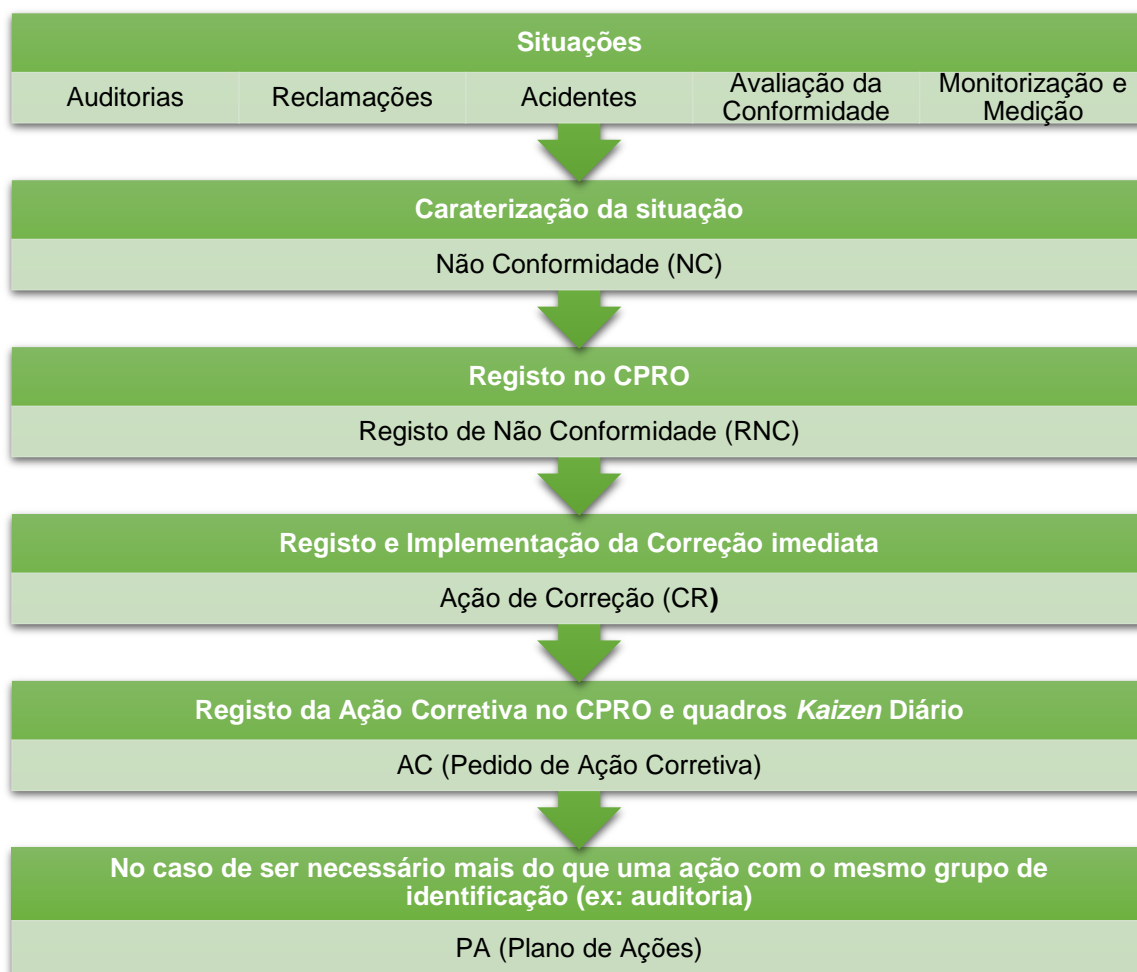 Situações
Auditorias
Reclamações
Acidentes
Avaliação da
Conformidade
Monitorização e
Medição
Caraterização da situação
Não Conformidade (NC)
Registo no CPRO
Registo de Não Conformidade (RNC)
Registo e Implementação da Correção imediata
Ação de Correção (CR)
Registo da Ação Corretiva no CPRO e quadros Kaizen Diário
AC (Pedido de Ação Corretiva)
No caso de ser necessário mais do que uma ação com o mesmo grupo de
identificação (ex: auditoria)
PA (Plano de Ações)